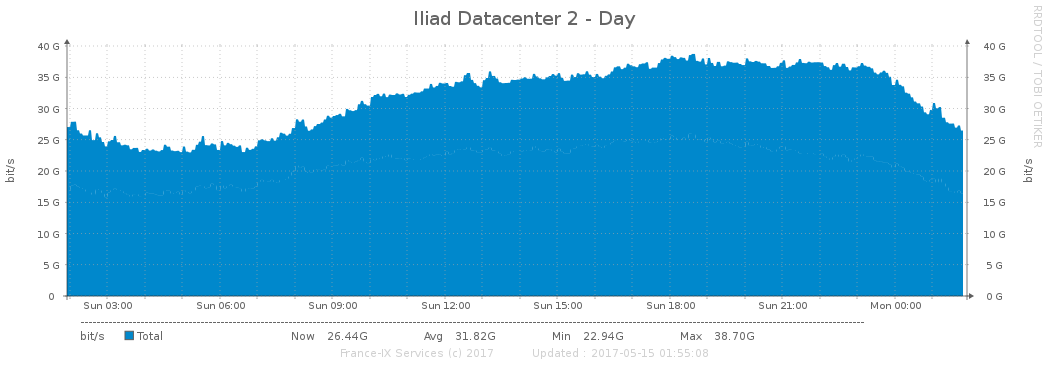 Iliad Datacenter 2 - Day
RRDTOOL / TOBI OETIKER
40 G 40 G
35 G 35 G
30 G 30 G
25 G 25 G
20 G 20 G
15 G 15 G
10 G 10 G
5 G 5 G
0 0 G
bit/s bit/s
Sun 03:00 Sun 06:00 Sun 09:00 Sun 12:00 Sun 15:00 Sun 18:00 Sun 21:00 Mon 00:00
bit/s Total Now 26.44G Avg 31.82G Min 22.94G Max 38.70G
France-IX Services (c) 2017 Updated : 2017-05-15 01:55:08